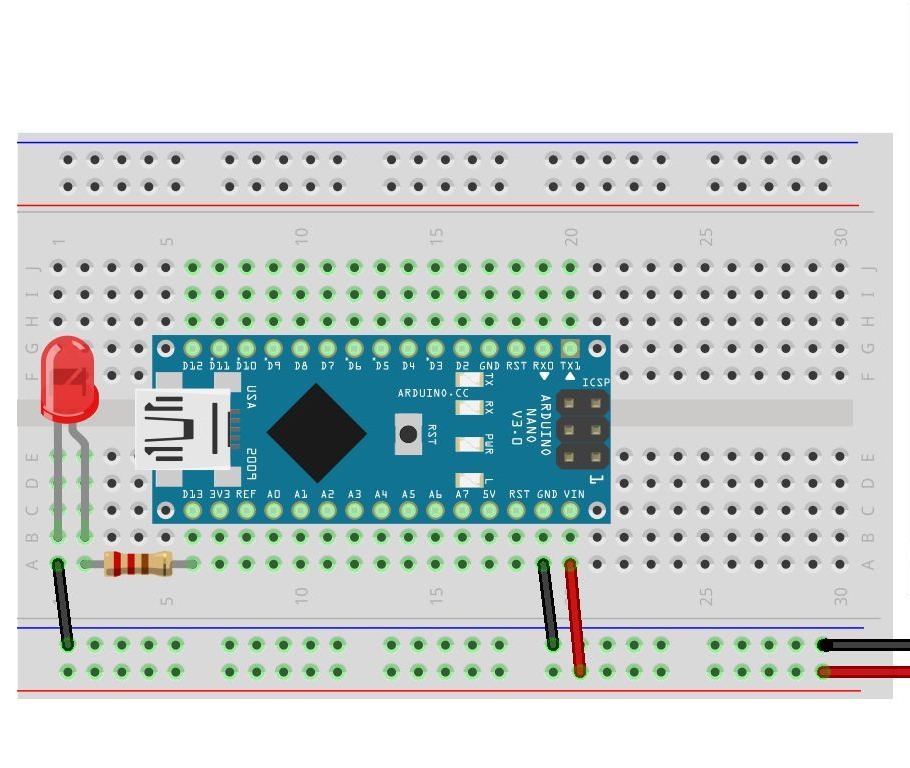 1 5 10 15 20 25 30
J J
I I
H H
G G
F F
D12 D11 D10 D9 D8 D7 D6 D5 D4 D3 D2 GND RST RX0 TX1
ICSP
TX
ARDUINO.CC
RX
USA
ARDUINO
NANO
V3.0
RST
PWR
2009
L
1
E E
D D
C C
B B
A A
D13 3V3 REF A0 A1 A2 A3 A4 A5 A6 A7 5V RST GND VIN
1 5 10 15 20 25 30